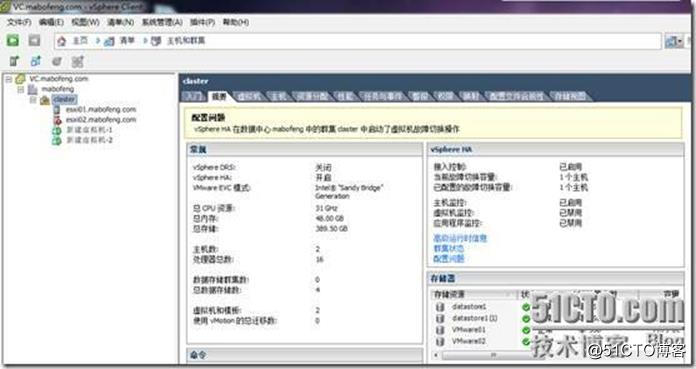 VC.mabofeng.com - vSphere Client
文件(F) 编辑(E) 视图(W) 清单(N) 系统管理(A) 插件(P) 帮助(H)
主页 清单 主机和群集
VC.mabofeng.com
mabofeng
claster
esxi01.mabofeng.com
esxi02.mabofeng.com
新建虚拟机-1
新建虚拟机-2
claster
入门 摘要 虚拟机 主机 资源分配 性能 任务与事件 警报 权限 映射 配置文件合规性 存储视图
配置问题
vSphere HA 在数据中心 mabofeng 中的群集 claster 中启动了虚拟机故障切换操作
常规
vSphere DRS: 关闭
vSphere HA: 开启
VMware EVC 模式: Intel® "Sandy Bridge" Generation
总 CPU 资源: 31 GHz
总内存: 48.00 GB
总存储: 389.50 GB
主机数: 2
处理器总数: 16
数据存储群集数: 0
总数据存储数: 4
虚拟机和模板: 2
使用 vMotion 的总迁移数: 0
命令
vSphere HA
接入控制: 已启用
当前故障切换容量: 1 个主机
已配置的故障切换容量: 1 个主机
主机监控: 已启用
虚拟机监控: 已禁用
应用程序监控: 已禁用
高级运行时信息
群集状态
配置问题
存储器
存储资源
datastore1
datastore1 (1)
VMware01
VMware02
51CTO.com
技术博客 Blog
@51CTO博客